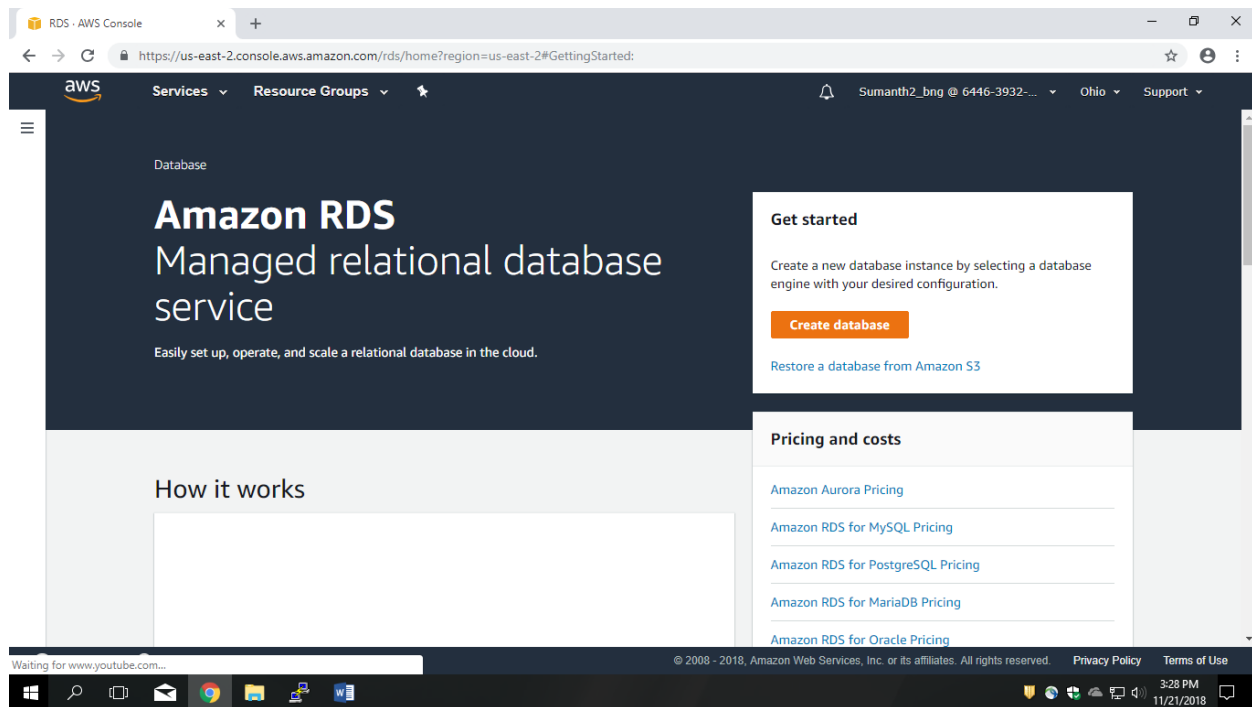 RDS · AWS Console
https://us-east-2.console.aws.amazon.com/rds/home?region=us-east-2#GettingStarted:
aws
Services
Resource Groups
Sumanth2_bng @ 6446-3932-...
Ohio
Support
Database
Amazon RDS
Managed relational database
service
Easily set up, operate, and scale a relational database in the cloud.
Get started
Create a new database instance by selecting a database
engine with your desired configuration.
Create database
Restore a database from Amazon S3
Pricing and costs
Amazon Aurora Pricing
Amazon RDS for MySQL Pricing
Amazon RDS for PostgreSQL Pricing
Amazon RDS for MariaDB Pricing
Amazon RDS for Oracle Pricing
How it works
Waiting for www.youtube.com...
© 2008 - 2018, Amazon Web Services, Inc. or its affiliates. All rights reserved.
Privacy Policy
Terms of Use
3:28 PM
11/21/2018